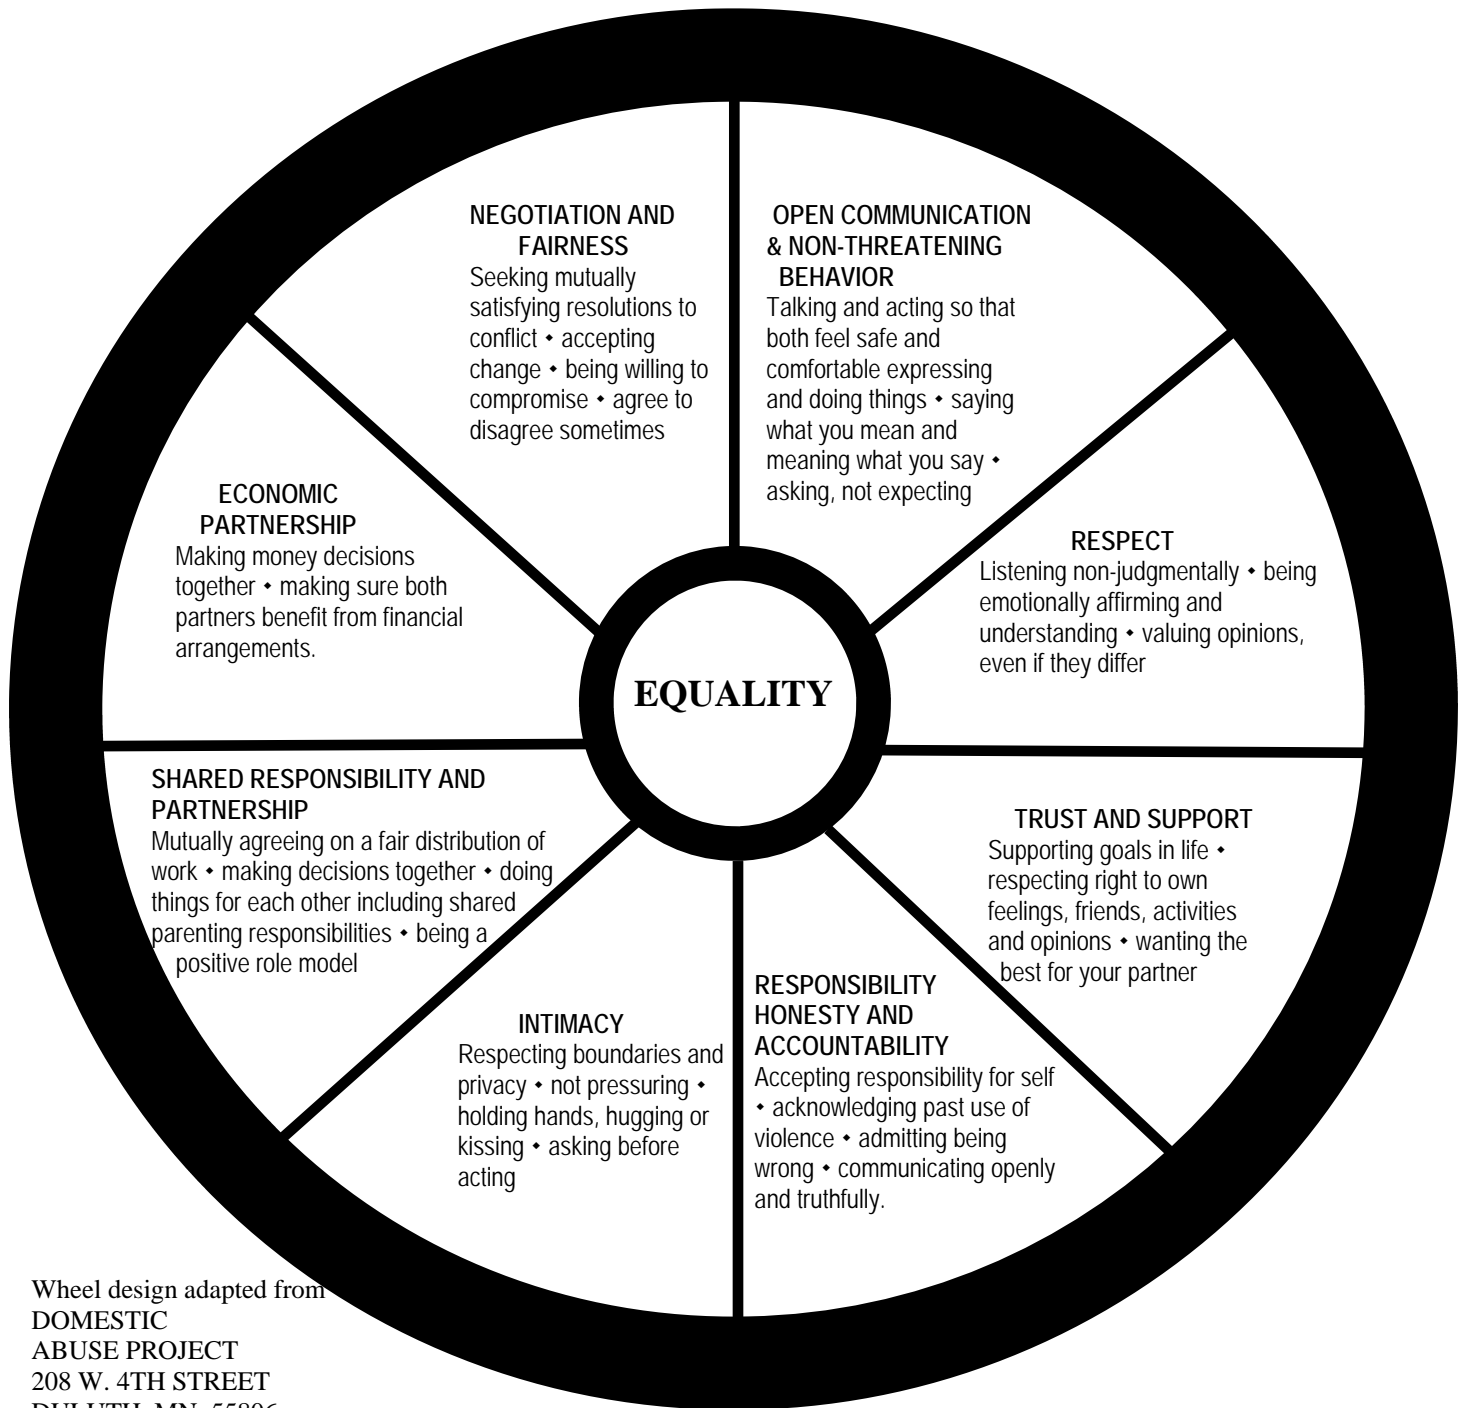 NEGOTIATION AND
FAIRNESS
Seeking mutually
satisfying resolutions to
conflict • accepting
change • being willing to
compromise • agree to
disagree sometimes
OPEN COMMUNICATION
& NON-THREATENING
BEHAVIOR
Talking and acting so that
both feel safe and
comfortable expressing
and doing things • saying
what you mean and
meaning what you say •
asking, not expecting
ECONOMIC
PARTNERSHIP
Making money decisions
together • making sure both
partners benefit from financial
arrangements.
RESPECT
Listening non-judgmentally • being
emotionally affirming and
understanding • valuing opinions,
even if they differ
EQUALITY
SHARED RESPONSIBILITY AND
PARTNERSHIP
Mutually agreeing on a fair distribution of
work • making decisions together • doing
things for each other including shared
parenting responsibilities • being a
positive role model
TRUST AND SUPPORT
Supporting goals in life •
respecting right to own
feelings, friends, activities
and opinions • wanting the
best for your partner
INTIMACY
Respecting boundaries and
privacy • not pressuring •
holding hands, hugging or
kissing • asking before
acting
RESPONSIBILITY
HONESTY AND
ACCOUNTABILITY
Accepting responsibility for self
• acknowledging past use of
violence • admitting being
wrong • communicating openly
and truthfully.
Wheel design adapted from
DOMESTIC
ABUSE PROJECT
208 W. 4TH STREET
DULUTH, MN. 55806